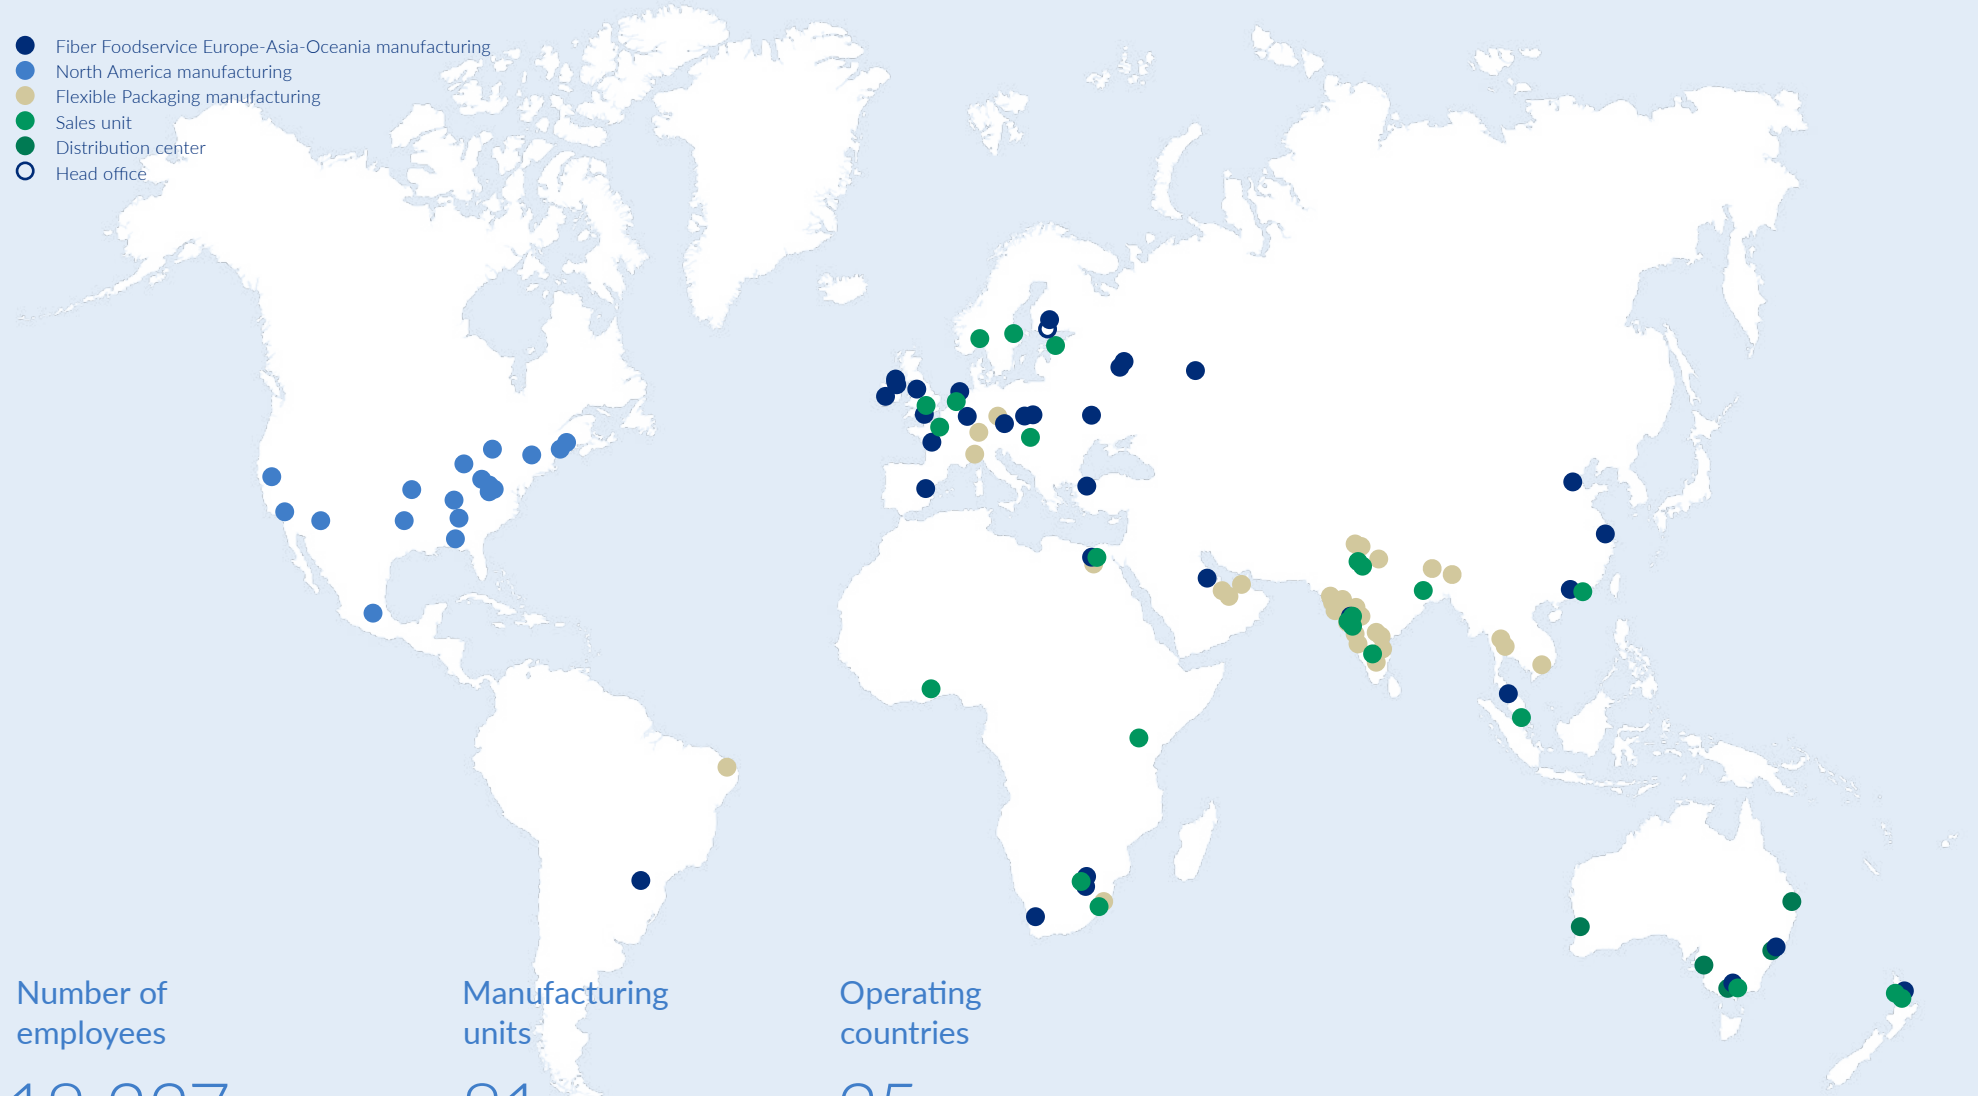 Fiber Foodservice Europe-Asia-Oceania manufacturing
North America manufacturing
Flexible Packaging manufacturing
Sales unit
Distribution center
Head office
Number of
employees
Manufacturing
units
Operating
countries